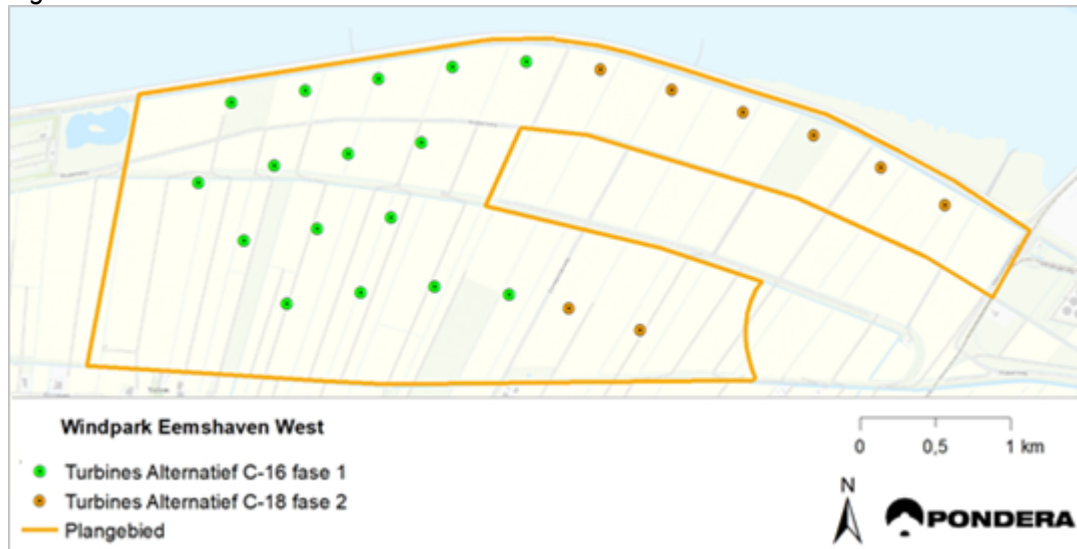 Windpark Eemshaven West
Turbines Alternatief C-16 fase 1
Turbines Alternatief C-18 fase 2
Plangebied
0 0,5 1 km
N
PONDERA